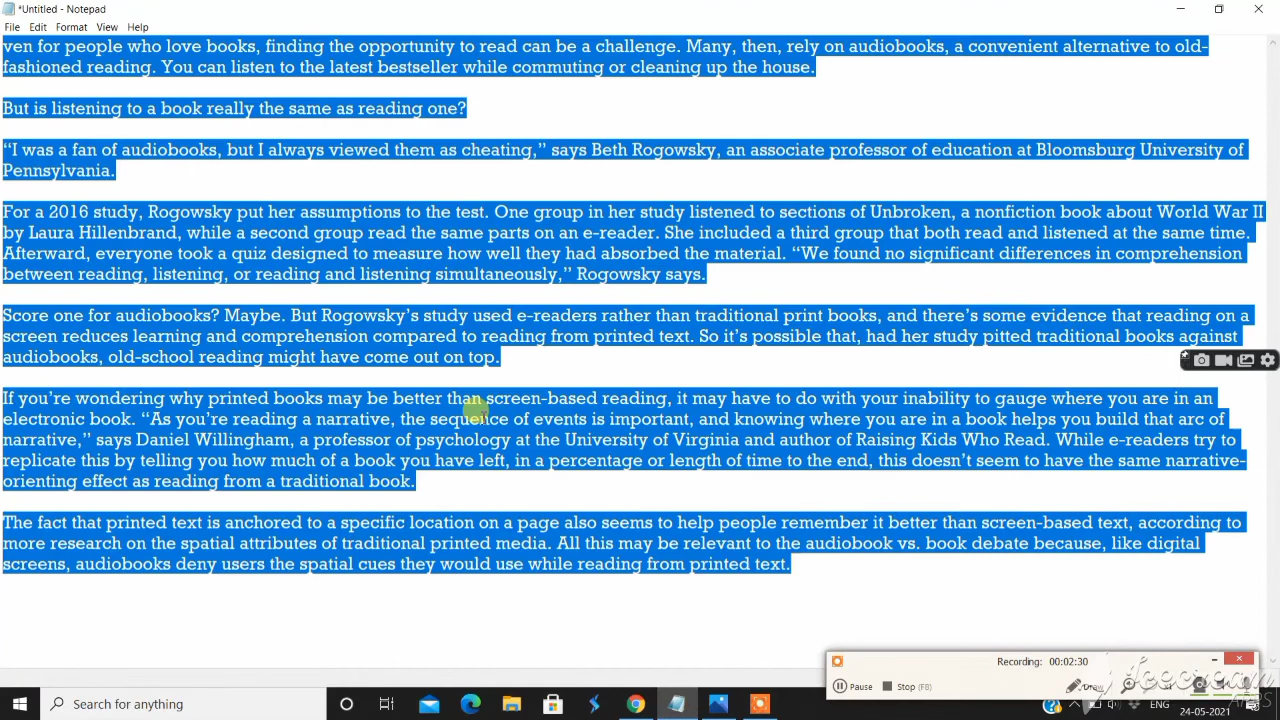 *Untitled - Notepad
File Edit Format View Help
ven for people who love books, finding the opportunity to read can be a challenge. Many, then, rely on audiobooks, a convenient alternative to old-
fashioned reading. You can listen to the latest bestseller while commuting or cleaning up the house.
But is listening to a book really the same as reading one?
“I was a fan of audiobooks, but I always viewed them as cheating,” says Beth Rogowsky, an associate professor of education at Bloomsburg University of
Pennsylvania.
For a 2016 study, Rogowsky put her assumptions to the test. One group in her study listened to sections of Unbroken, a nonfiction book about World War II
by Laura Hillenbrand, while a second group read the same parts on an e-reader. She included a third group that both read and listened at the same time.
Afterward, everyone took a quiz designed to measure how well they had absorbed the material. “We found no significant differences in comprehension
between reading, listening, or reading and listening simultaneously,” Rogowsky says.
Score one for audiobooks? Maybe. But Rogowsky’s study used e-readers rather than traditional print books, and there’s some evidence that reading on a
screen reduces learning and comprehension compared to reading from printed text. So it’s possible that, had her study pitted traditional books against
audiobooks, old-school reading might have come out on top.
If you’re wondering why printed books may be better than screen-based reading, it may have to do with your inability to gauge where you are in an
electronic book. “As you’re reading a narrative, the sequence of events is important, and knowing where you are in a book helps you build that arc of
narrative,” says Daniel Willingham, a professor of psychology at the University of Virginia and author of Raising Kids Who Read. While e-readers try to
replicate this by telling you how much of a book you have left, in a percentage or length of time to the end, this doesn’t seem to have the same narrative-
orienting effect as reading from a traditional book.
The fact that printed text is anchored to a specific location on a page also seems to help people remember it better than screen-based text, according to
more research on the spatial attributes of traditional printed media. All this may be relevant to the audiobook vs. book debate because, like digital
screens, audiobooks deny users the spatial cues they would use while reading from printed text.
Recording: 00:02:30
Pause Stop (F8) Draw
icecream
APPS
Type here to search
ENG
24-05-2021